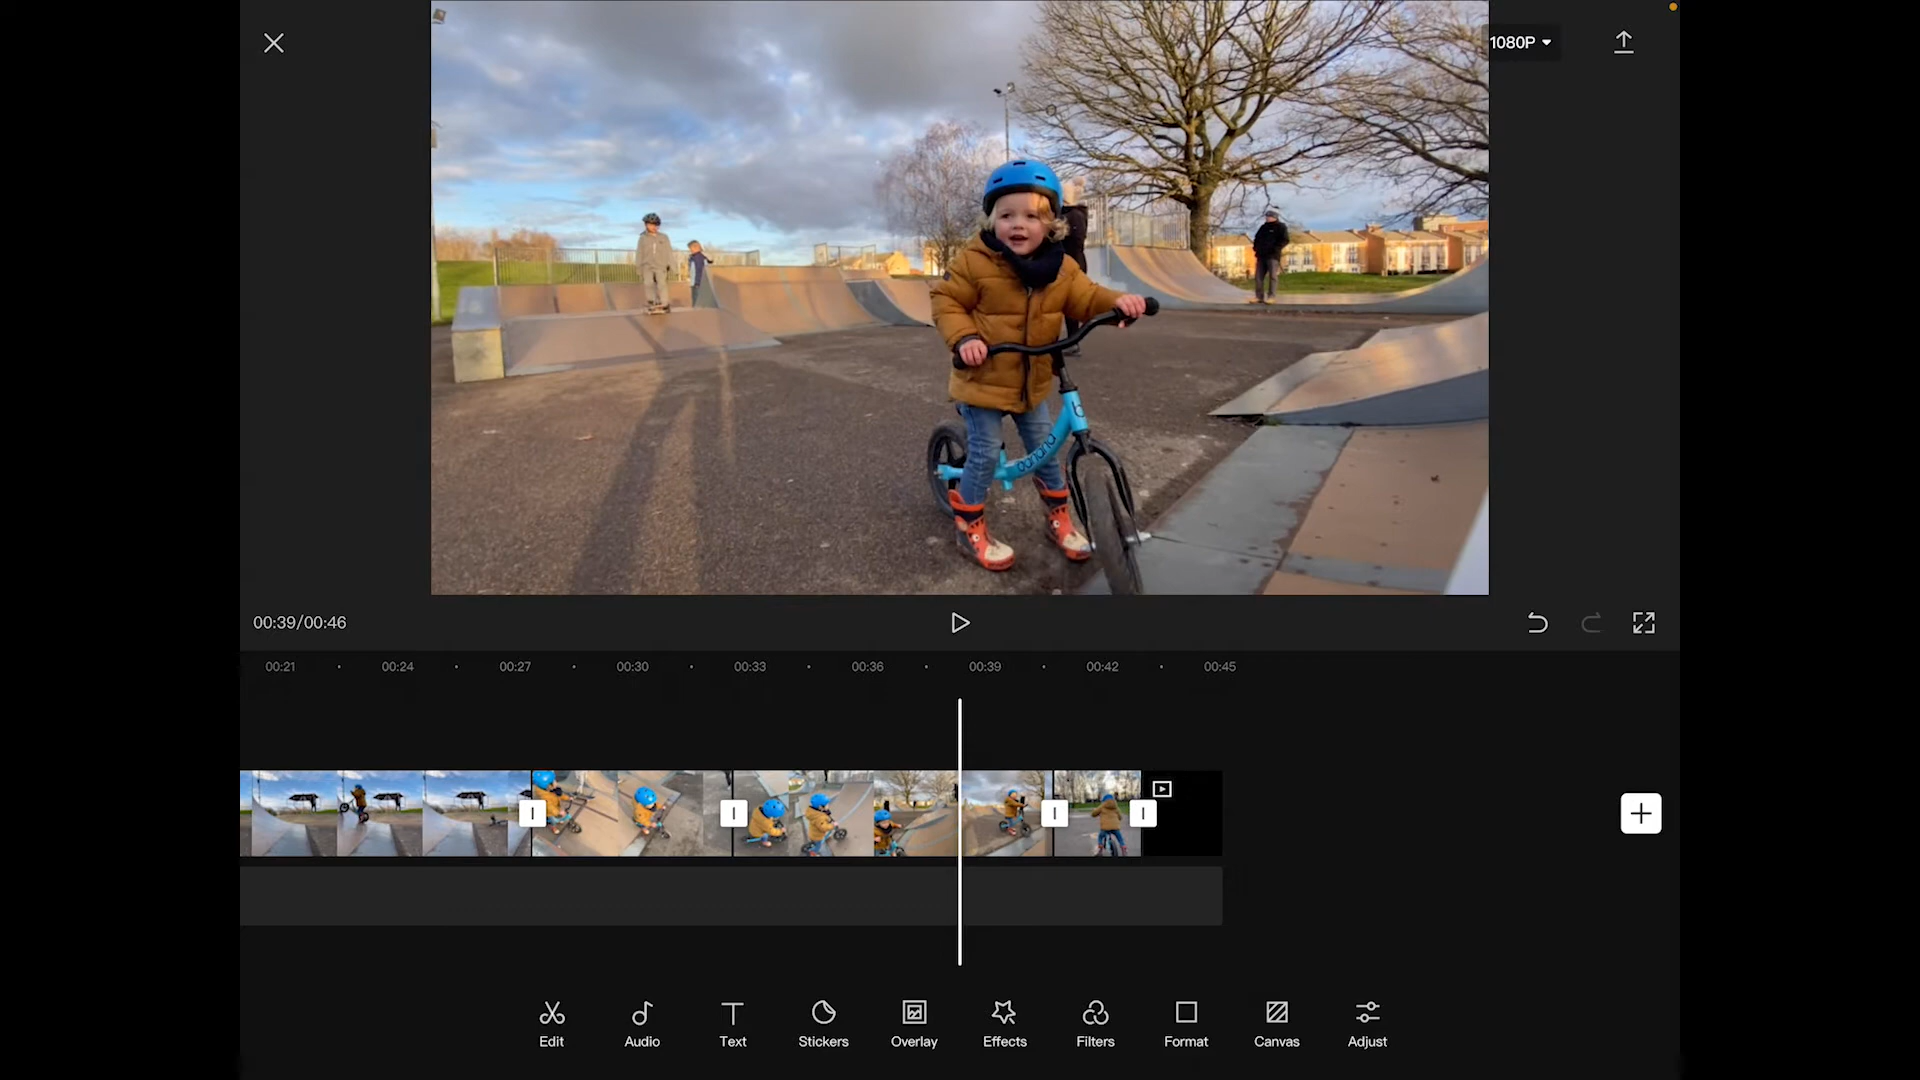 1080P
banana
00:39/00:46
00:21 00:24 00:27 00:30 00:33 00:36 00:39 00:42 00:45
Edit Audio Text Stickers Overlay Effects Filters Format Canvas Adjust